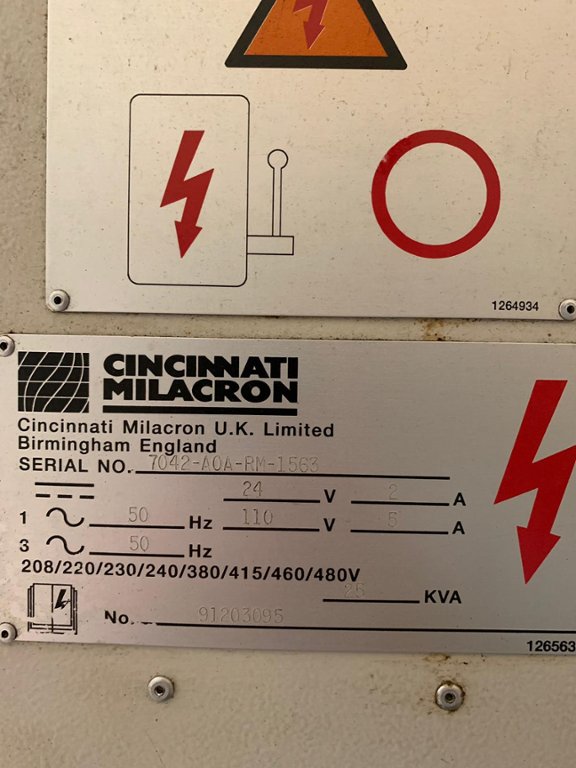 1264934
CINCINNATI
MILACRON
Cincinnati Milacron U.K. Limited
Birmingham England
SERIAL NO. 7042-A0A-RM-1563
24 V 2 A
1 50 Hz 110 V 5 A
3 50 Hz
208/220/230/240/380/415/460/480V
25 KVA
No. 91203095
126563